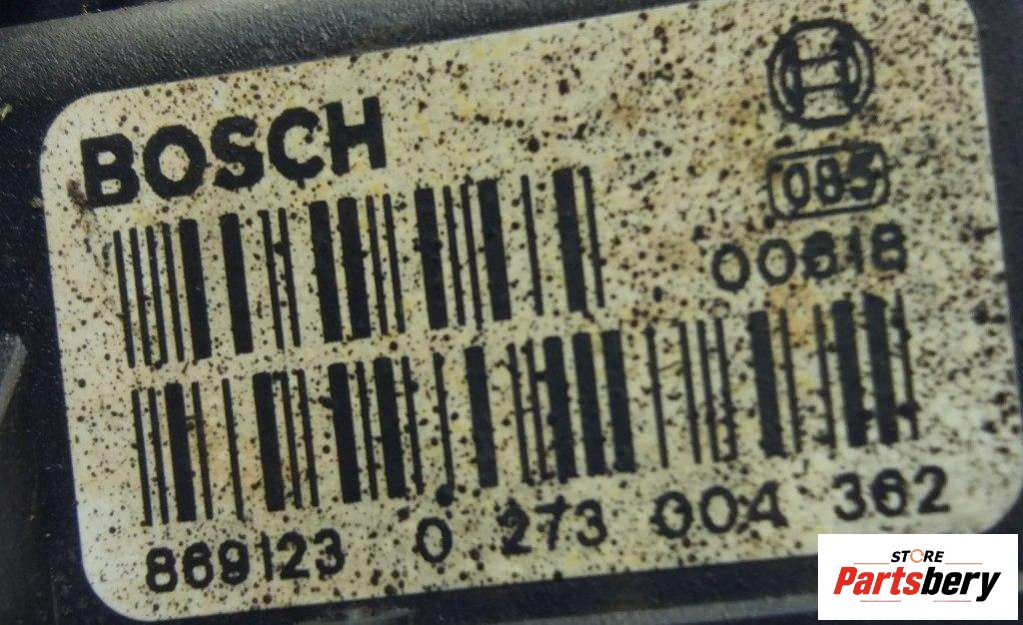 BOSCH
085
00618
869123 0 273 004 362
STORE
Partsbery